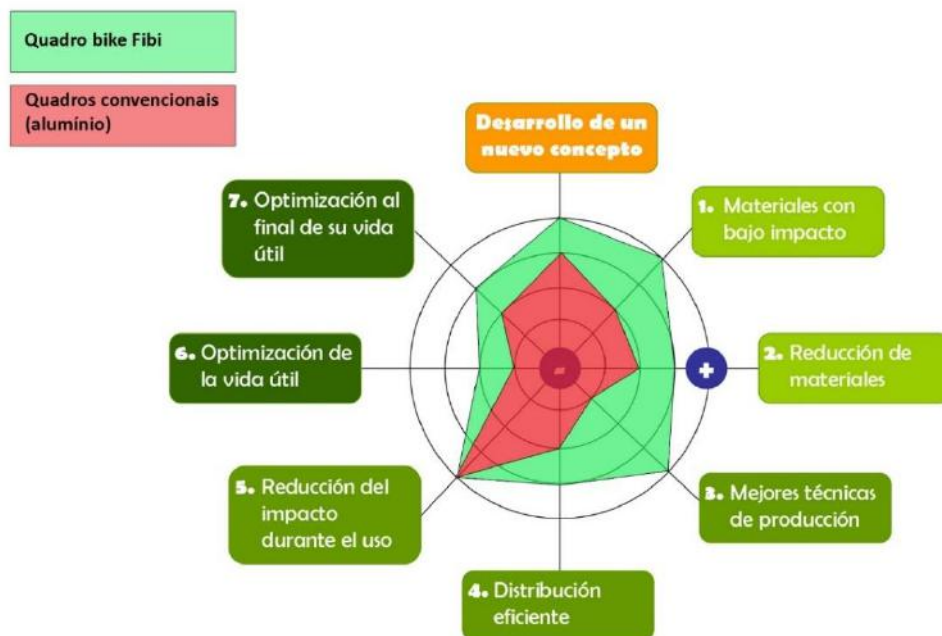 Quadro bike Fibi
Quadros convencionais
(alumínio)
Desarrollo de un
nuevo concepto
1. Materiales con
bajo impacto
2. Reducción de
materiales
3. Mejores técnicas
de producción
4. Distribución
eficiente
5. Reducción del
impacto
durante el uso
6. Optimización de
la vida útil
7. Optimización al
final de su vida
útil
-
+